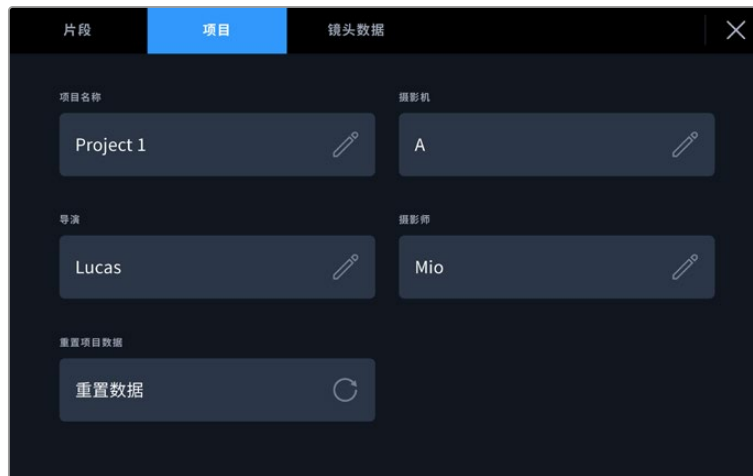 片段 项目 镜头数据
项目名称 摄影机
Project 1 A
导演 摄影师
Lucas Mio
重置项目数据
重置数据